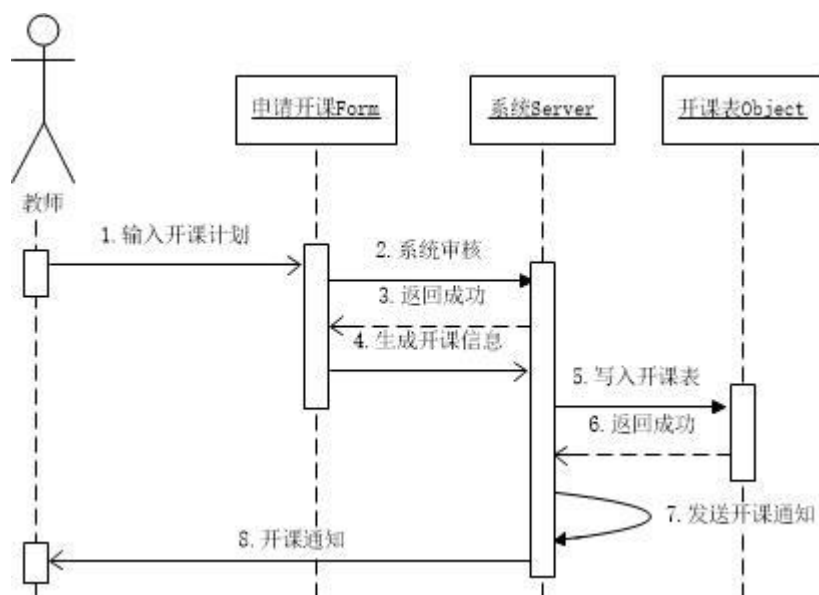 申请开课Form
系统Server
开课表Object
教师
1. 输入开课计划
2. 系统审核
3. 返回成功
4. 生成开课信息
5. 写入开课表
6. 返回成功
7. 发送开课通知
8. 开课通知